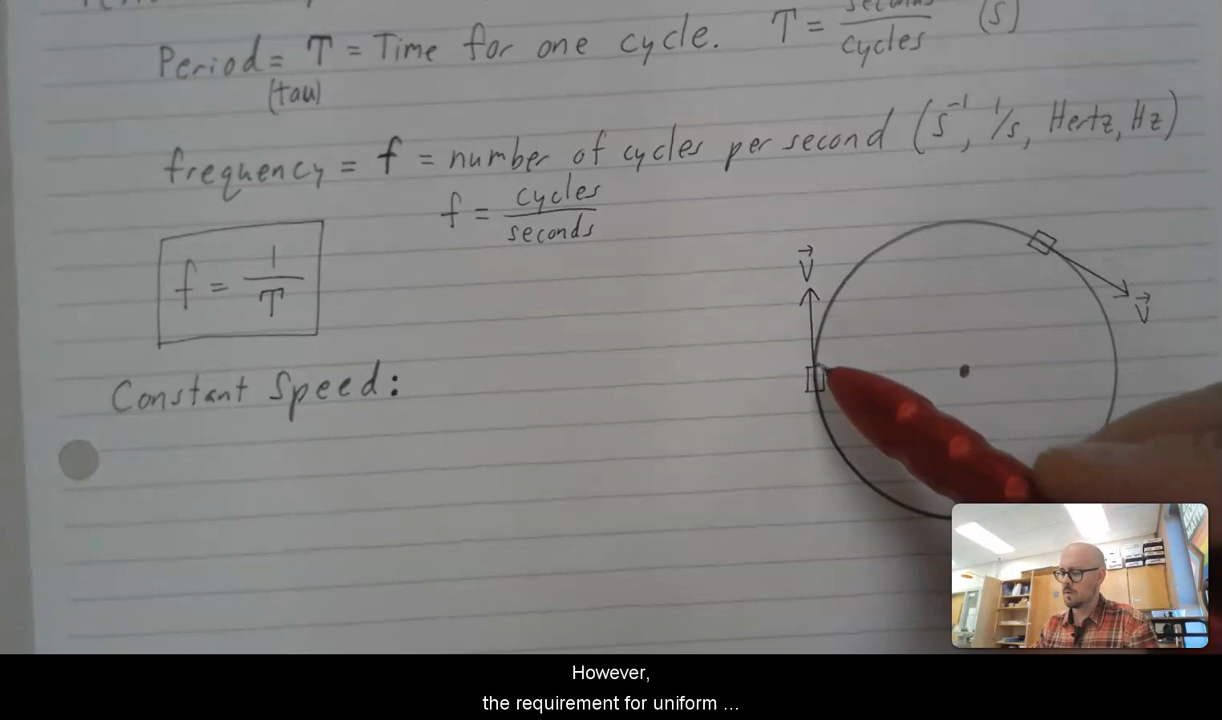 Period = T = Time for one cycle. T = seconds/cycles (s)
(tau)
frequency = f = number of cycles per second (s⁻¹, 1/s, Hertz, Hz)
f = cycles/seconds
f = 1/T
V⃗
V⃗
Constant Speed:
However,
the requirement for uniform ...